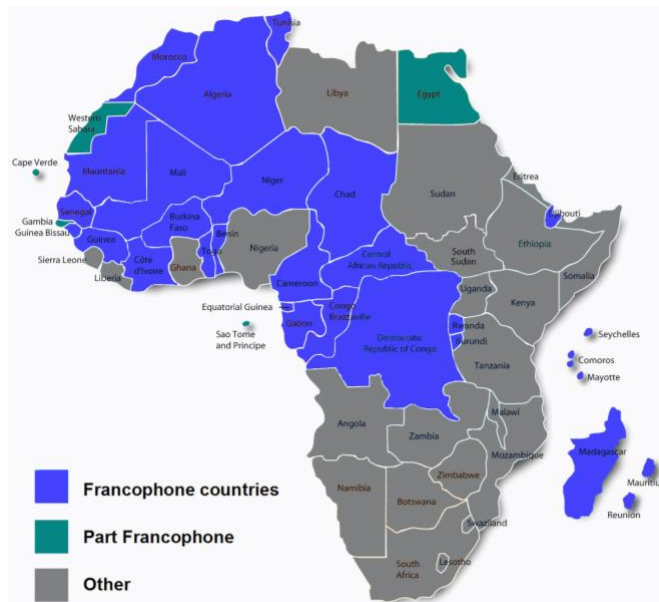 Tunisia
Morocco
Algeria
Libya
Egypt
Western
Sahara
Cape Verde
Mauritania
Mali
Niger
Chad
Sudan
Eritrea
Senegal
Gambia
Guinea Bissau
Burkina
Faso
Djibouti
Guinea
Benin
Nigeria
Côte
d'Ivoire
Ghana
Togo
Ethiopia
Sierra Leone
Liberia
Central
African Republic
South
Sudan
Somalia
Cameroon
Uganda
Kenya
Equatorial Guinea
Gabon
Congo
Brazzaville
Sao Tome
and Principe
Democratic
Republic of Congo
Rwanda
Burundi
Seychelles
Tanzania
Comoros
Mayotte
Angola
Malawi
Zambia
Mozambique
Madagascar
Zimbabwe
Mauritiu
Namibia
Botswana
Reunion
Swaziland
South
Africa
Lesotho
Francophone countries
Part Francophone
Other